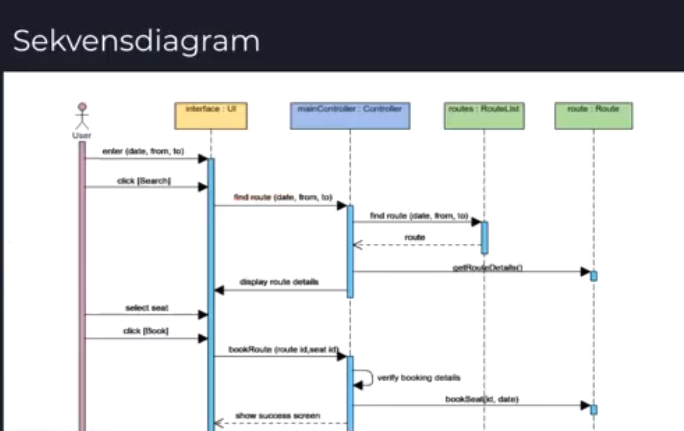 Sekvensdiagram
interface : UI
mainController : Controller
routes : RouteList
route : Route
User
enter (date, from, to)
click [Search]
find route (date, from, to)
find route (date, from, to)
route
getRouteDetails()
display route details
select seat
click [Book]
bookRoute (route id,seat id)
verify booking details
bookSeat(id, date)
show success screen